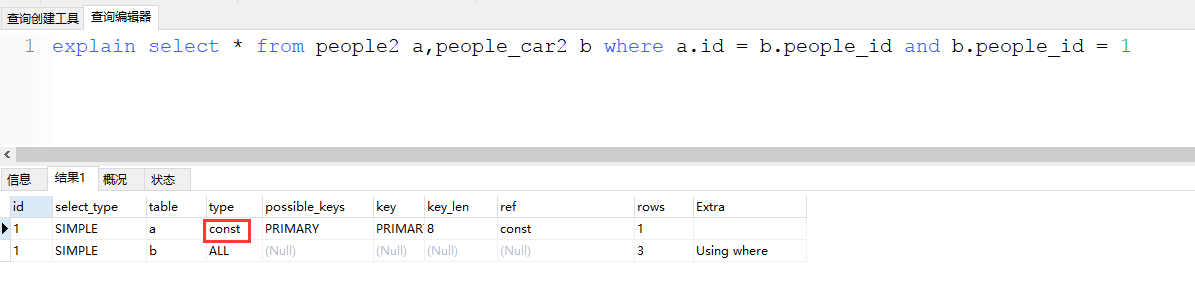 查询创建工具 查询编辑器
1 explain select * from people2 a,people_car2 b where a.id = b.people_id and b.people_id = 1
信息 结果1 概况 状态
id select_type table type possible_keys key key_len ref rows Extra
1 SIMPLE a const PRIMARY PRIMAR 8 const 1
1 SIMPLE b ALL (Null) (Null) (Null) (Null) 3 Using where